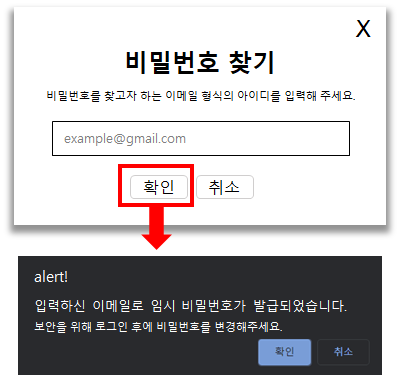 X
비밀번호 찾기
비밀번호를 찾고자 하는 이메일 형식의 아이디를 입력해 주세요.
example@gmail.com
확인 취소
alert!
입력하신 이메일로 임시 비밀번호가 발급되었습니다.
보안을 위해 로그인 후에 비밀번호를 변경해주세요.
확인 취소